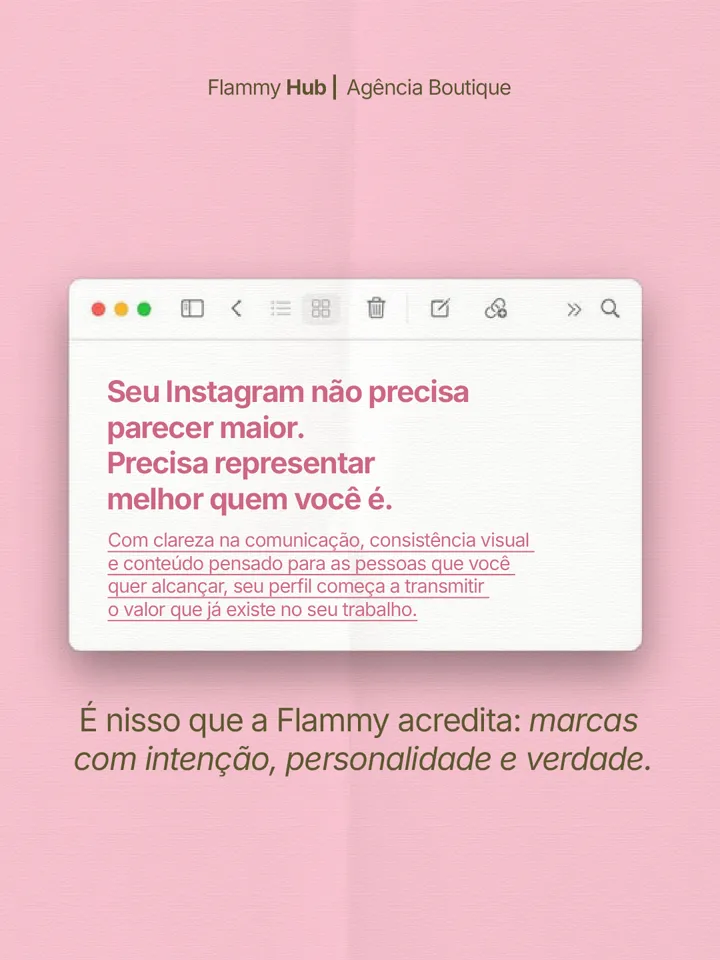 Flammy Hub | Agência Boutique
Seu Instagram não precisa
parecer maior.
Precisa representar
melhor quem você é.
Com clareza na comunicação, consistência visual
e conteúdo pensado para as pessoas que você
quer alcançar, seu perfil começa a transmitir
o valor que já existe no seu trabalho.
É nisso que a Flammy acredita: marcas
com intenção, personalidade e verdade.